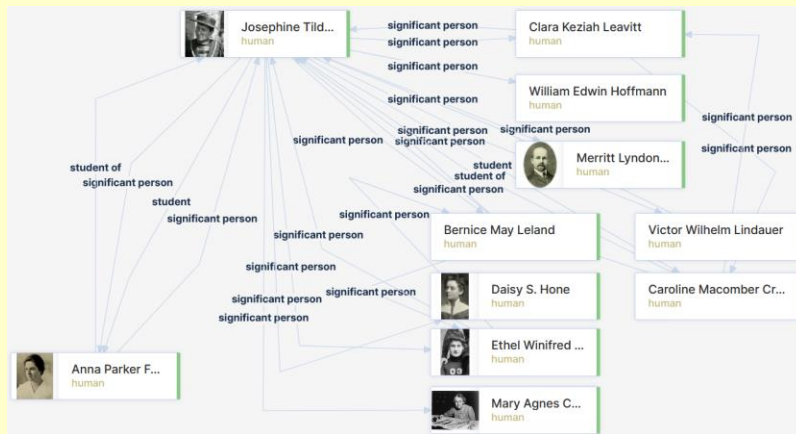 Josephine Tild...
human
significant person
Clara Keziah Leavitt
human
significant person
significant person
William Edwin Hoffmann
human
significant person
significant person
significant person
significant person
significant person
significant person
significant person
Merritt Lyndon...
human
student
student of
significant person
student of
significant person
student
significant person
significant person
significant person
Bernice May Leland
human
Victor Wilhelm Lindauer
human
significant person
significant person
Daisy S. Hone
human
Caroline Macomber Cr...
human
significant person
significant person
significant person
Ethel Winifred ...
human
Anna Parker F...
human
Mary Agnes C...
human